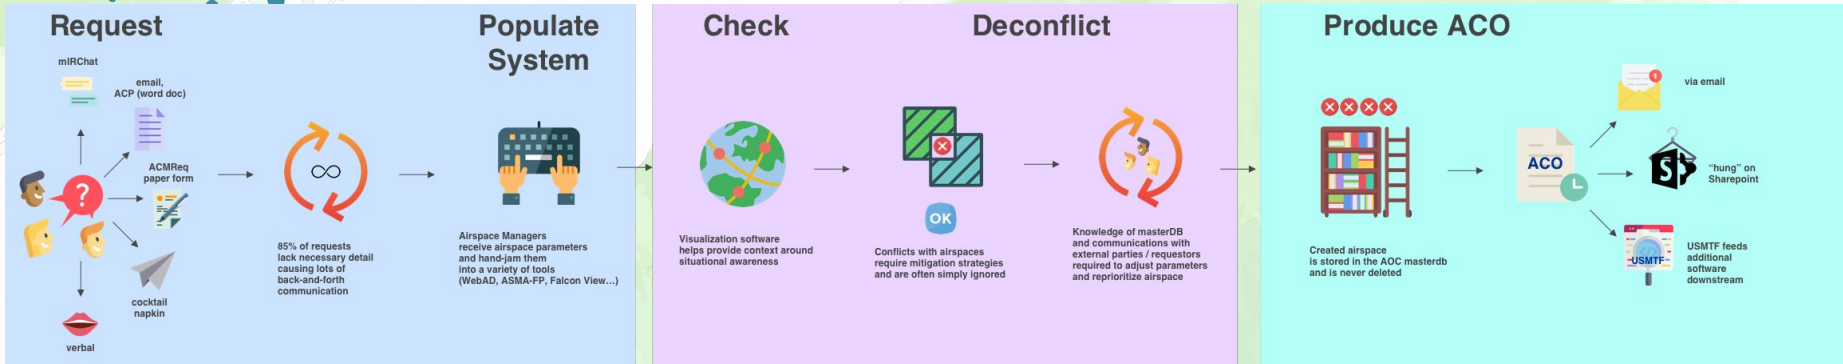 Request
mIRChat
email,
ACP (word doc)
ACMReq
paper form
?
cocktail
napkin
verbal
∞
85% of requests
lack necessary detail
causing lots of
back-and-forth
communication
Populate
System
Airspace Managers
receive airspace parameters
and hand-jam them
into a variety of tools
(WebAD, ASMA-FP, Falcon View...)
Check
Visualization software
helps provide context around
situational awareness
Deconflict
OK
Conflicts with airspaces
require mitigation strategies
and are often simply ignored
Knowledge of masterDB
and communications with
external parties / requestors
required to adjust parameters
and reprioritize airspace
Produce ACO
Created airspace
is stored in the AOC masterdb
and is never deleted
ACO
1
via email
S
"hung" on
Sharepoint
USMTF
USMTF feeds
additional
software
downstream